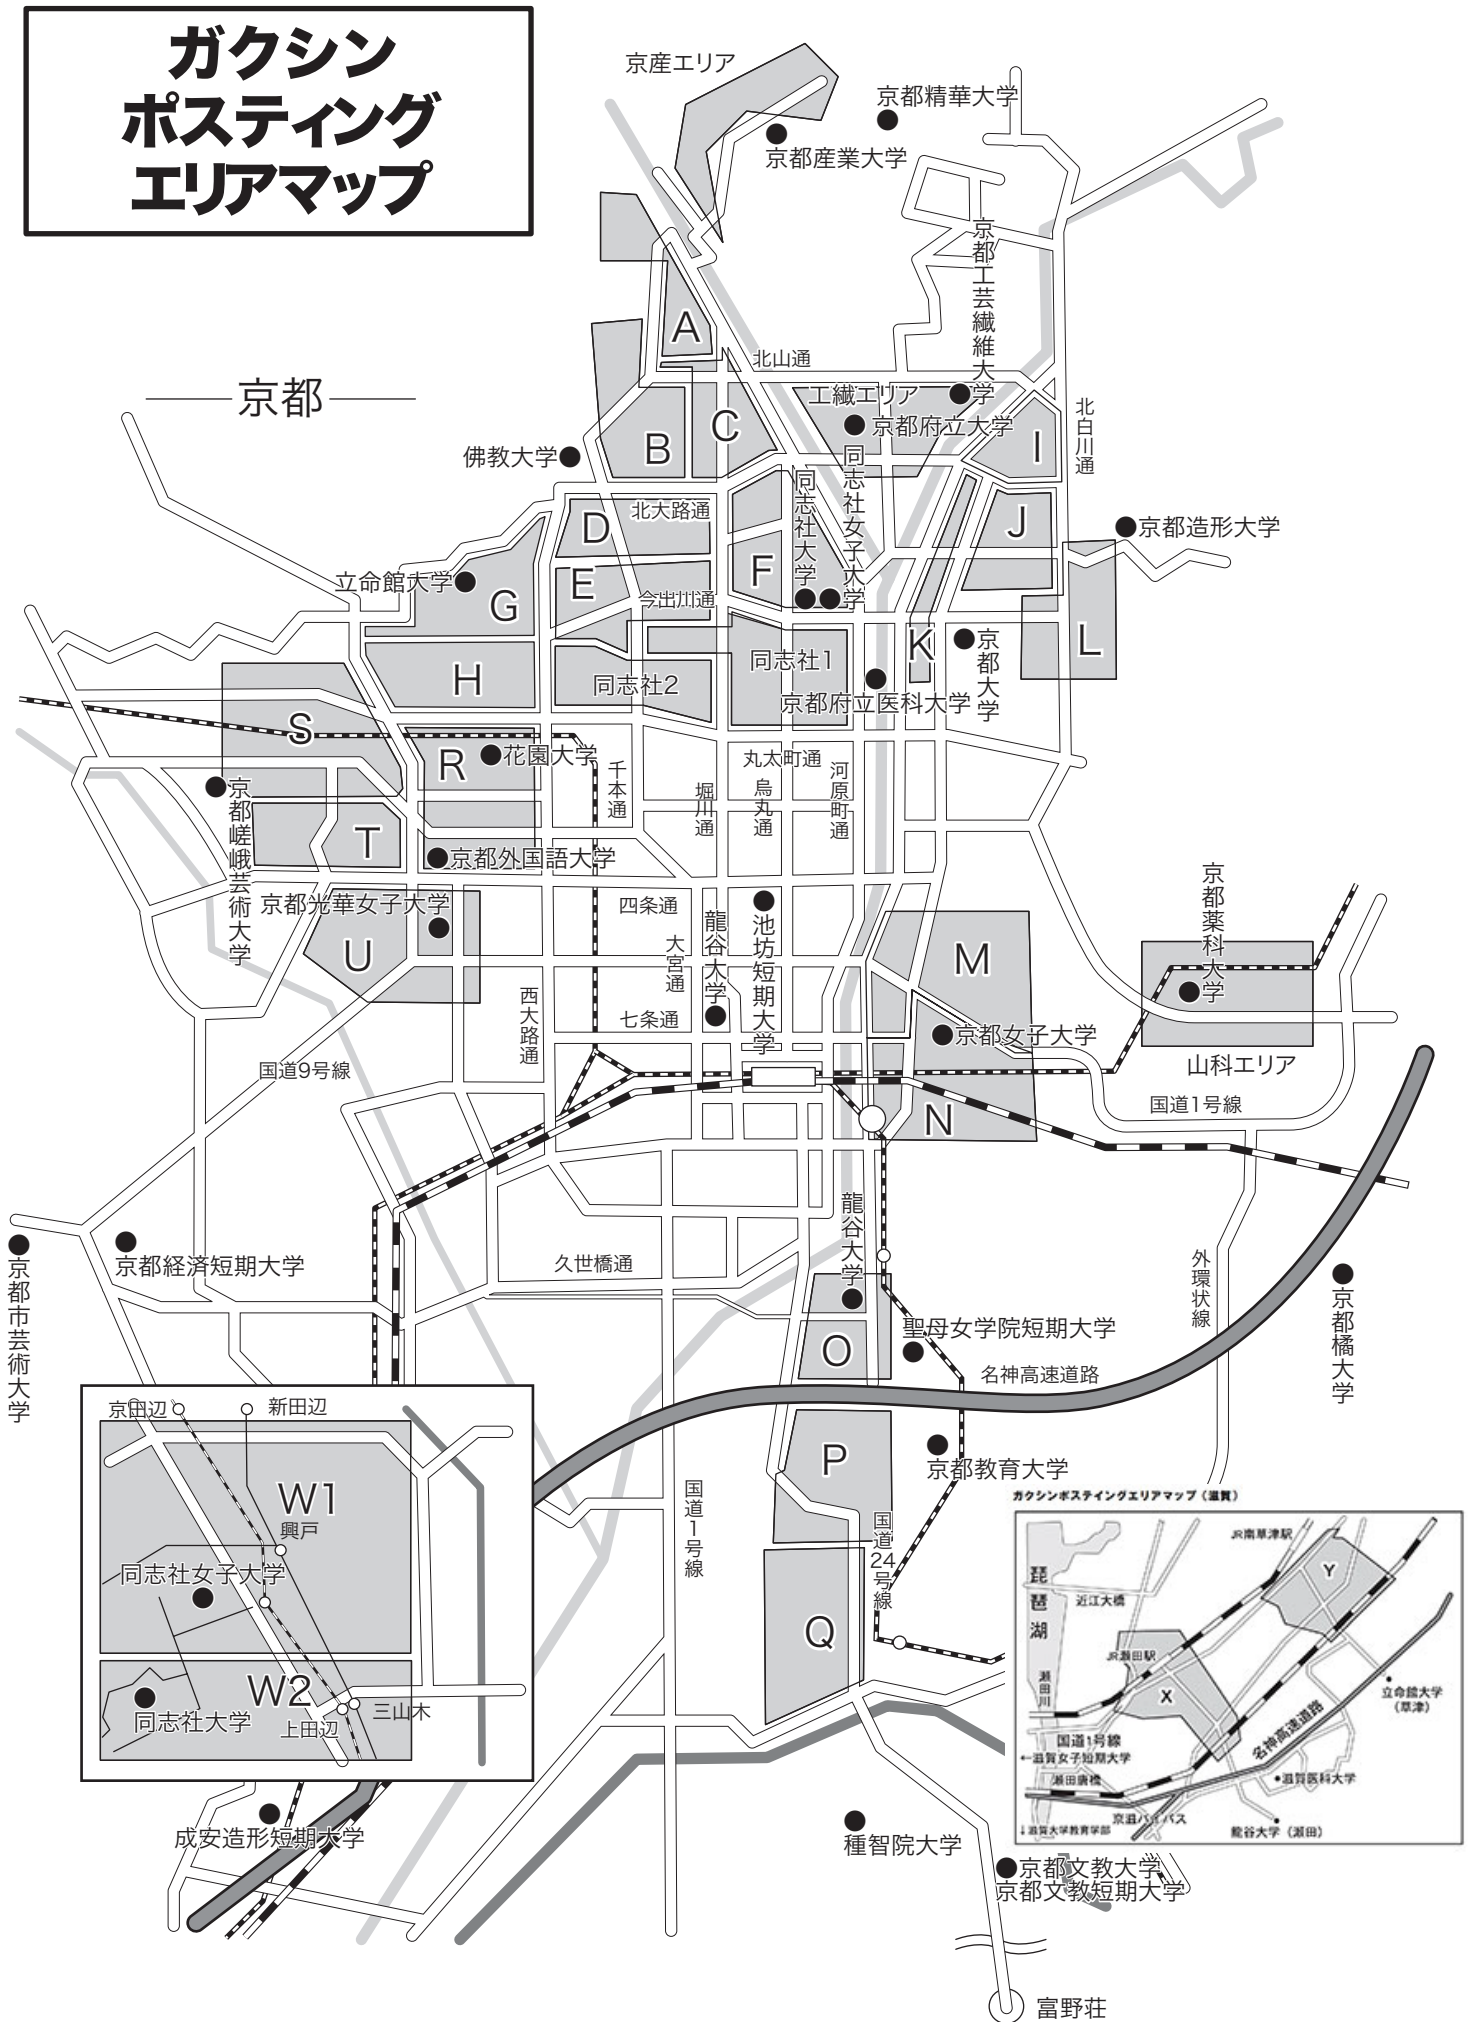 ガクシン
ポスティング
エリアマップ
京産エリア
京都精華大学
京都産業大学
京都工芸繊維大学
A
北山通
京都
工繊エリア
京都府立大学
北白川通
C
B
I
佛教大学
同志社大学
同志社女子大学
D
北大路通
J
京都造形大学
立命館大学
G
E
F
今出川通
K
京都大学
L
H
同志社1
同志社2
京都府立医科大学
S
R
花園大学
千本通
丸太町通
堀川通
烏丸通
河原町通
京都嵯峨芸術大学
T
京都外国語大学
京都光華女子大学
四条通
龍谷大学
池坊短期大学
京都薬科大学
U
大宮通
M
西大路通
七条通
京都女子大学
山科エリア
国道9号線
国道1号線
N
龍谷大学
京都経済短期大学
京都市芸術大学
久世橋通
外環状線
京都橘大学
聖母女学院短期大学
O
名神高速道路
京田辺
新田辺
P
京都教育大学
W1
興戸
国道1号線
国道24号線
同志社女子大学
Q
W2
同志社大学
上田辺
三山木
ガクシンポステイングエリアマップ（滋賀）
JR南草津駅
Y
琵琶湖
近江大橋
JR瀬田駅
瀬田川
X
立命館大学
（草津）
国道1号線
←滋賀女子短期大学
名神高速道路
瀬田唐橋
滋賀医科大学
京滋バイパス
↓滋賀大学教育学部
龍谷大学（瀬田）
成安造形短期大学
種智院大学
京都文教大学
京都文教短期大学
富野荘